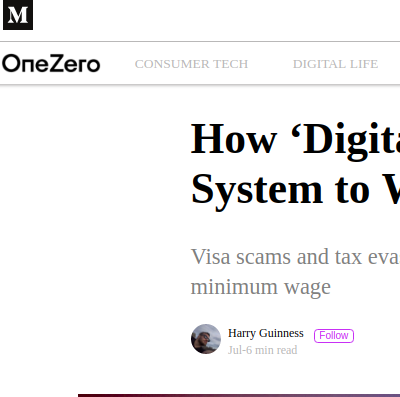 M
OneZero CONSUMER TECH DIGITAL LIFE
How ‘Digit
System to
Visa scams and tax eva
minimum wage
Harry Guinness Follow
Jul-6 min read